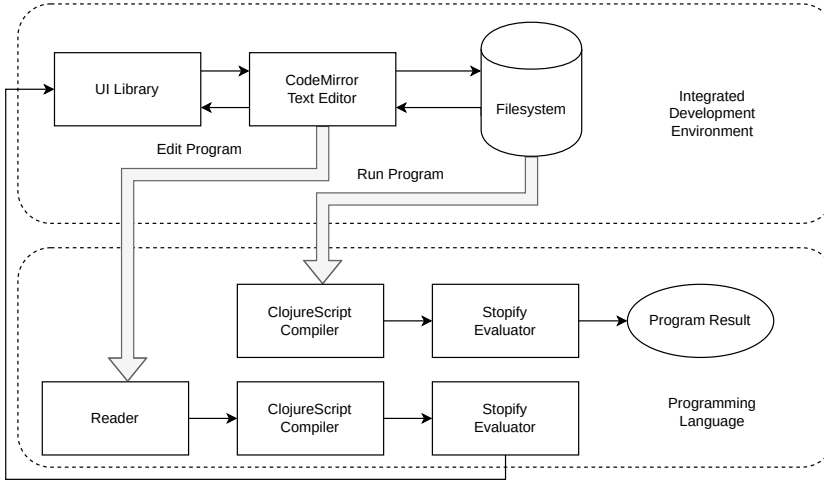 UI Library
CodeMirror
Text Editor
Filesystem
Integrated
Development
Environment
Edit Program
Run Program
ClojureScript
Compiler
Stopify
Evaluator
Program Result
Reader
ClojureScript
Compiler
Stopify
Evaluator
Programming
Language